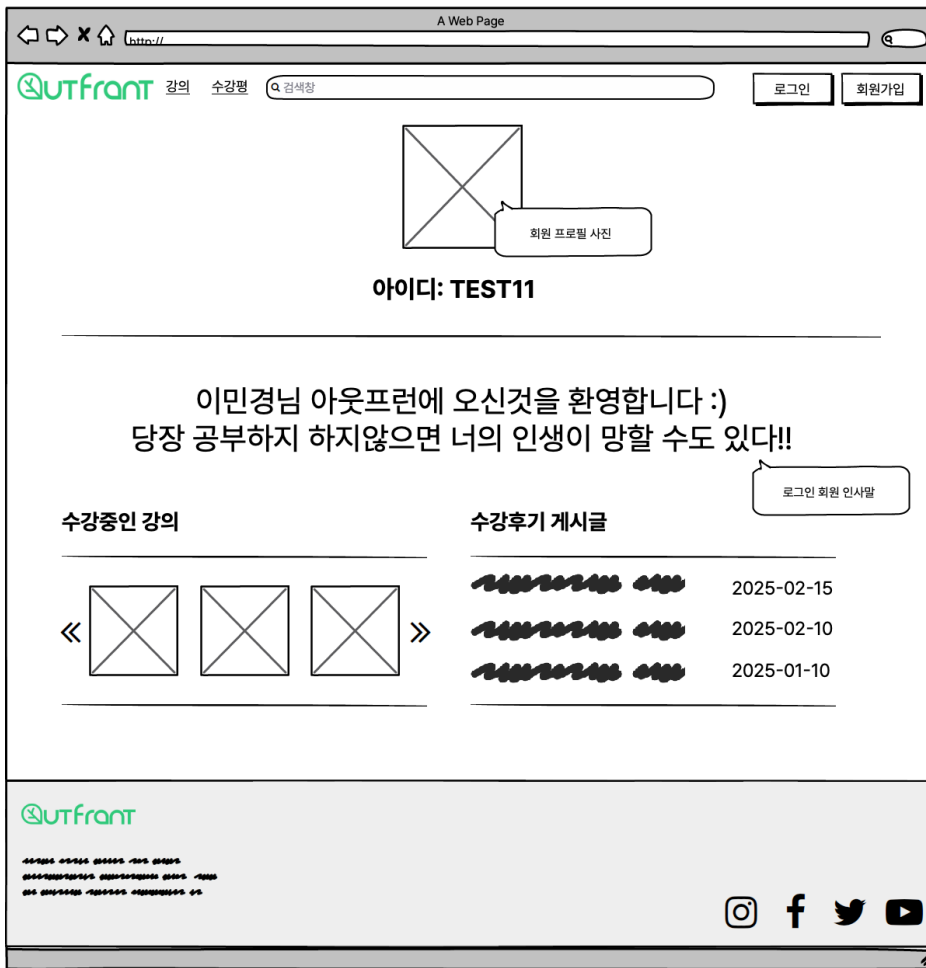 A Web Page
http://
OUTFRANT 강의 수강평 검색창 로그인 회원가입
회원 프로필 사진
아이디: TEST11
이민경님 아웃프런에 오신것을 환영합니다 :)
당장 공부하지 하지않으면 너의 인생이 망할 수도 있다!!
로그인 회원 인사말
수강중인 강의 수강후기 게시글
2025-02-15
2025-02-10
2025-01-10
OUTFRANT